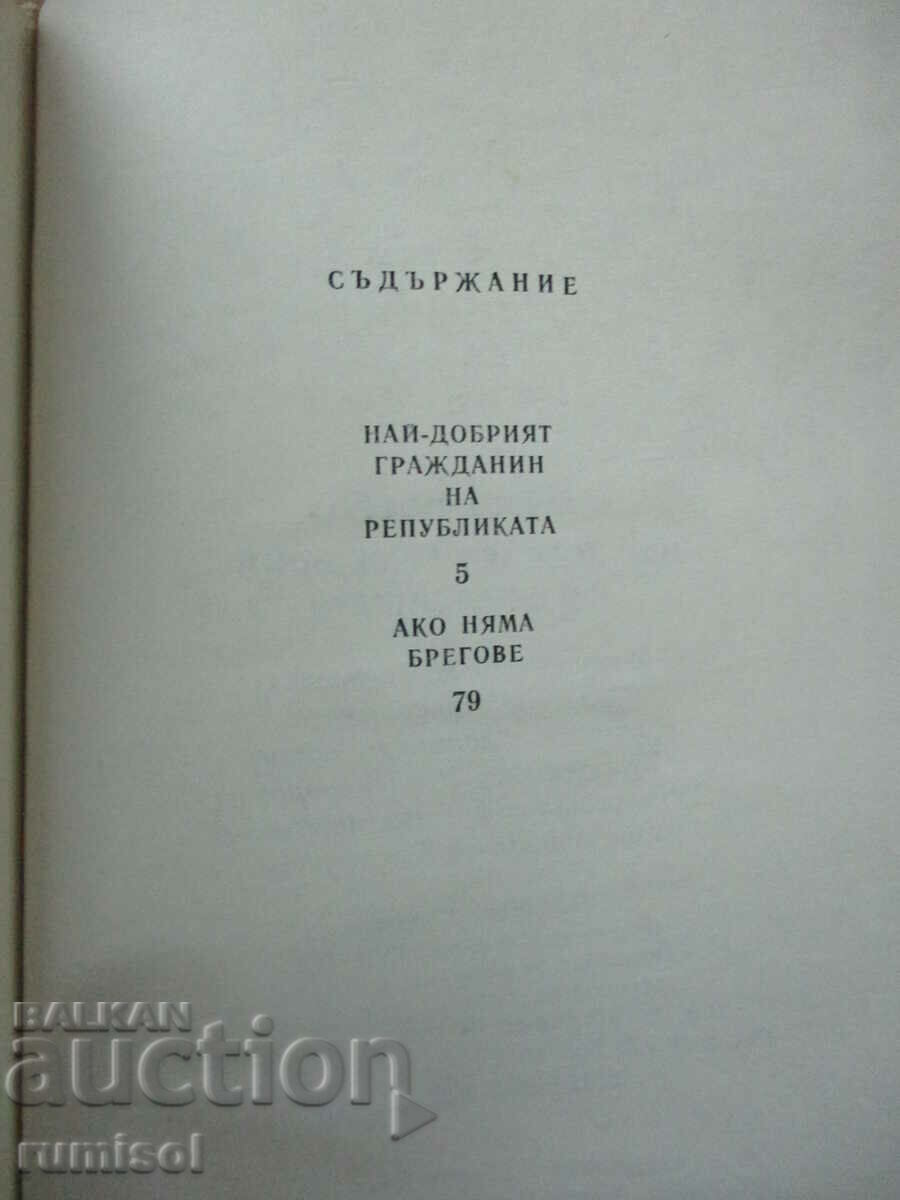 СЪДЪРЖАНИЕ
НАЙ-ДОБРИЯТ
ГРАЖДАНИН
НА
РЕПУБЛИКАТА
5
АКО НЯМА
БРЕГОВЕ
79
BALKAN
auction
rumisol